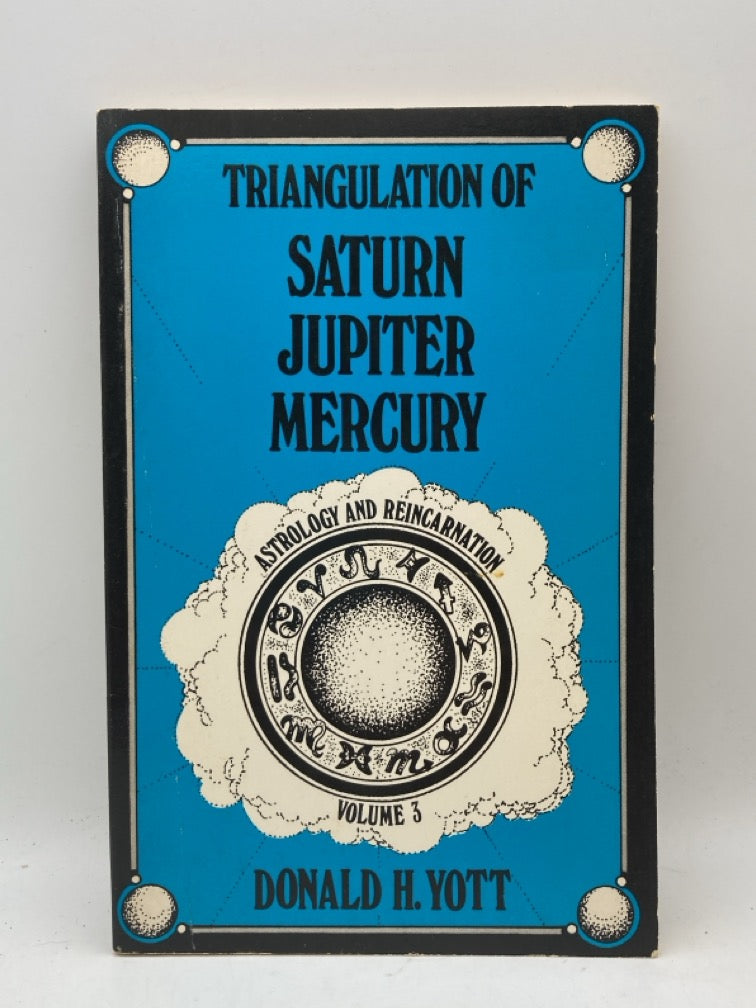 TRIANGULATION OF
SATURN
JUPITER
MERCURY
ASTROLOGY AND REINCARNATION
VOLUME 3
DONALD H. YOTT